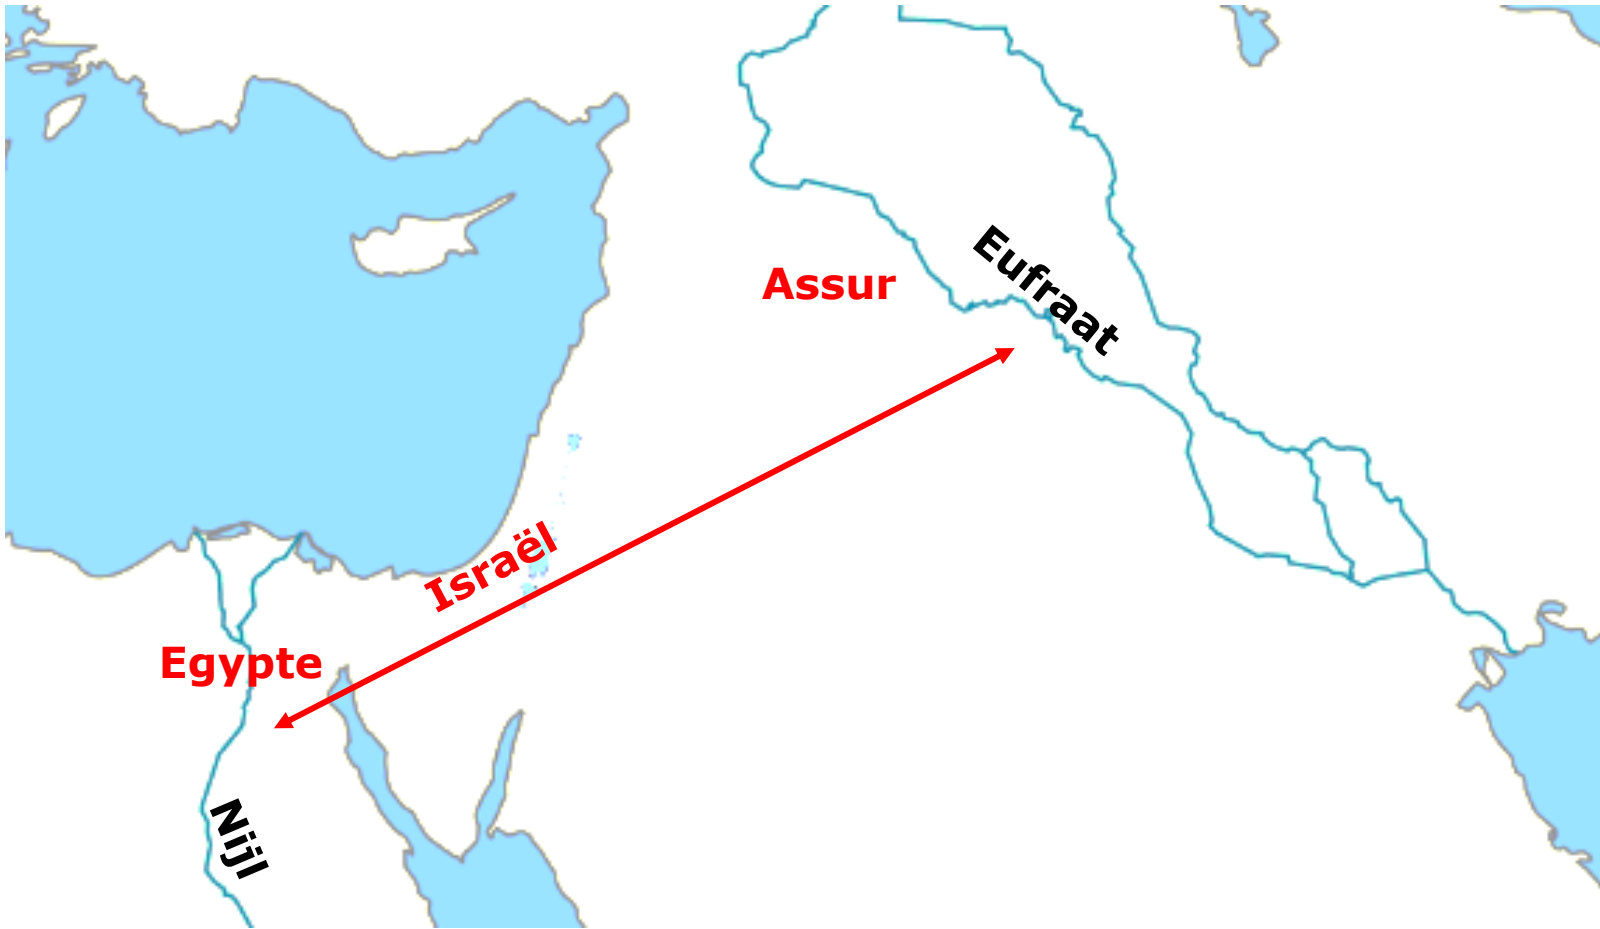 Eufraat
Assur
Israël
Egypte
Nijl